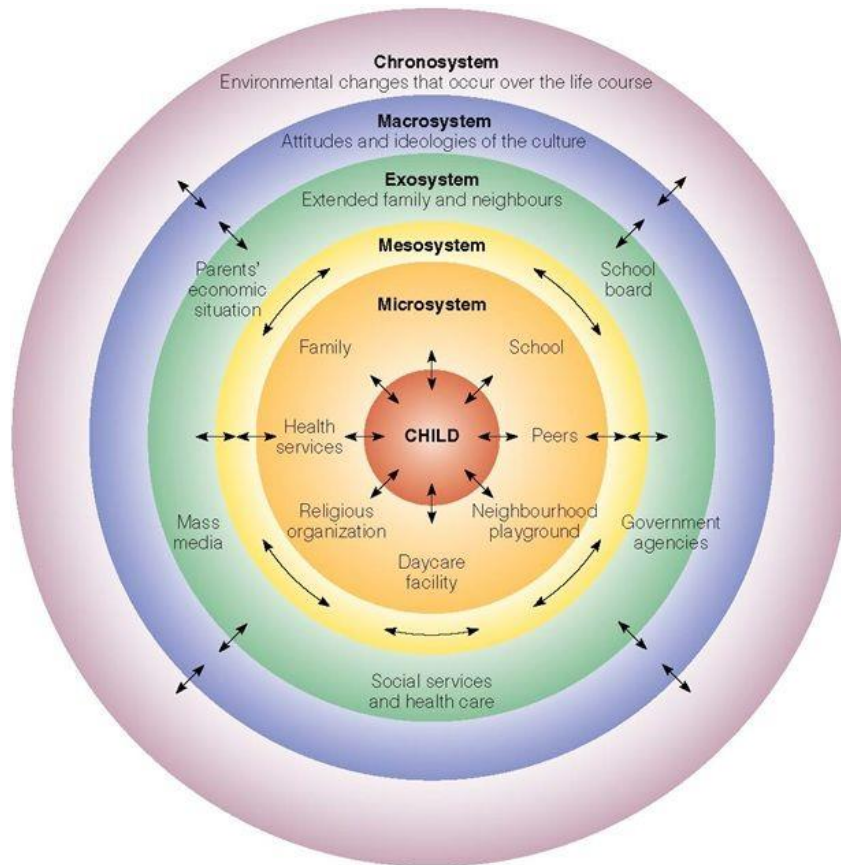 Chronosystem
Environmental changes that occur over the life course
Macrosystem
Attitudes and ideologies of the culture
Exosystem
Extended family and neighbours
Mesosystem
Parents'
economic
situation
School
board
Microsystem
Family
School
Health
services
CHILD
Peers
Religious
organization
Neighbourhood
playground
Mass
media
Government
agencies
Daycare
facility
Social services
and health care